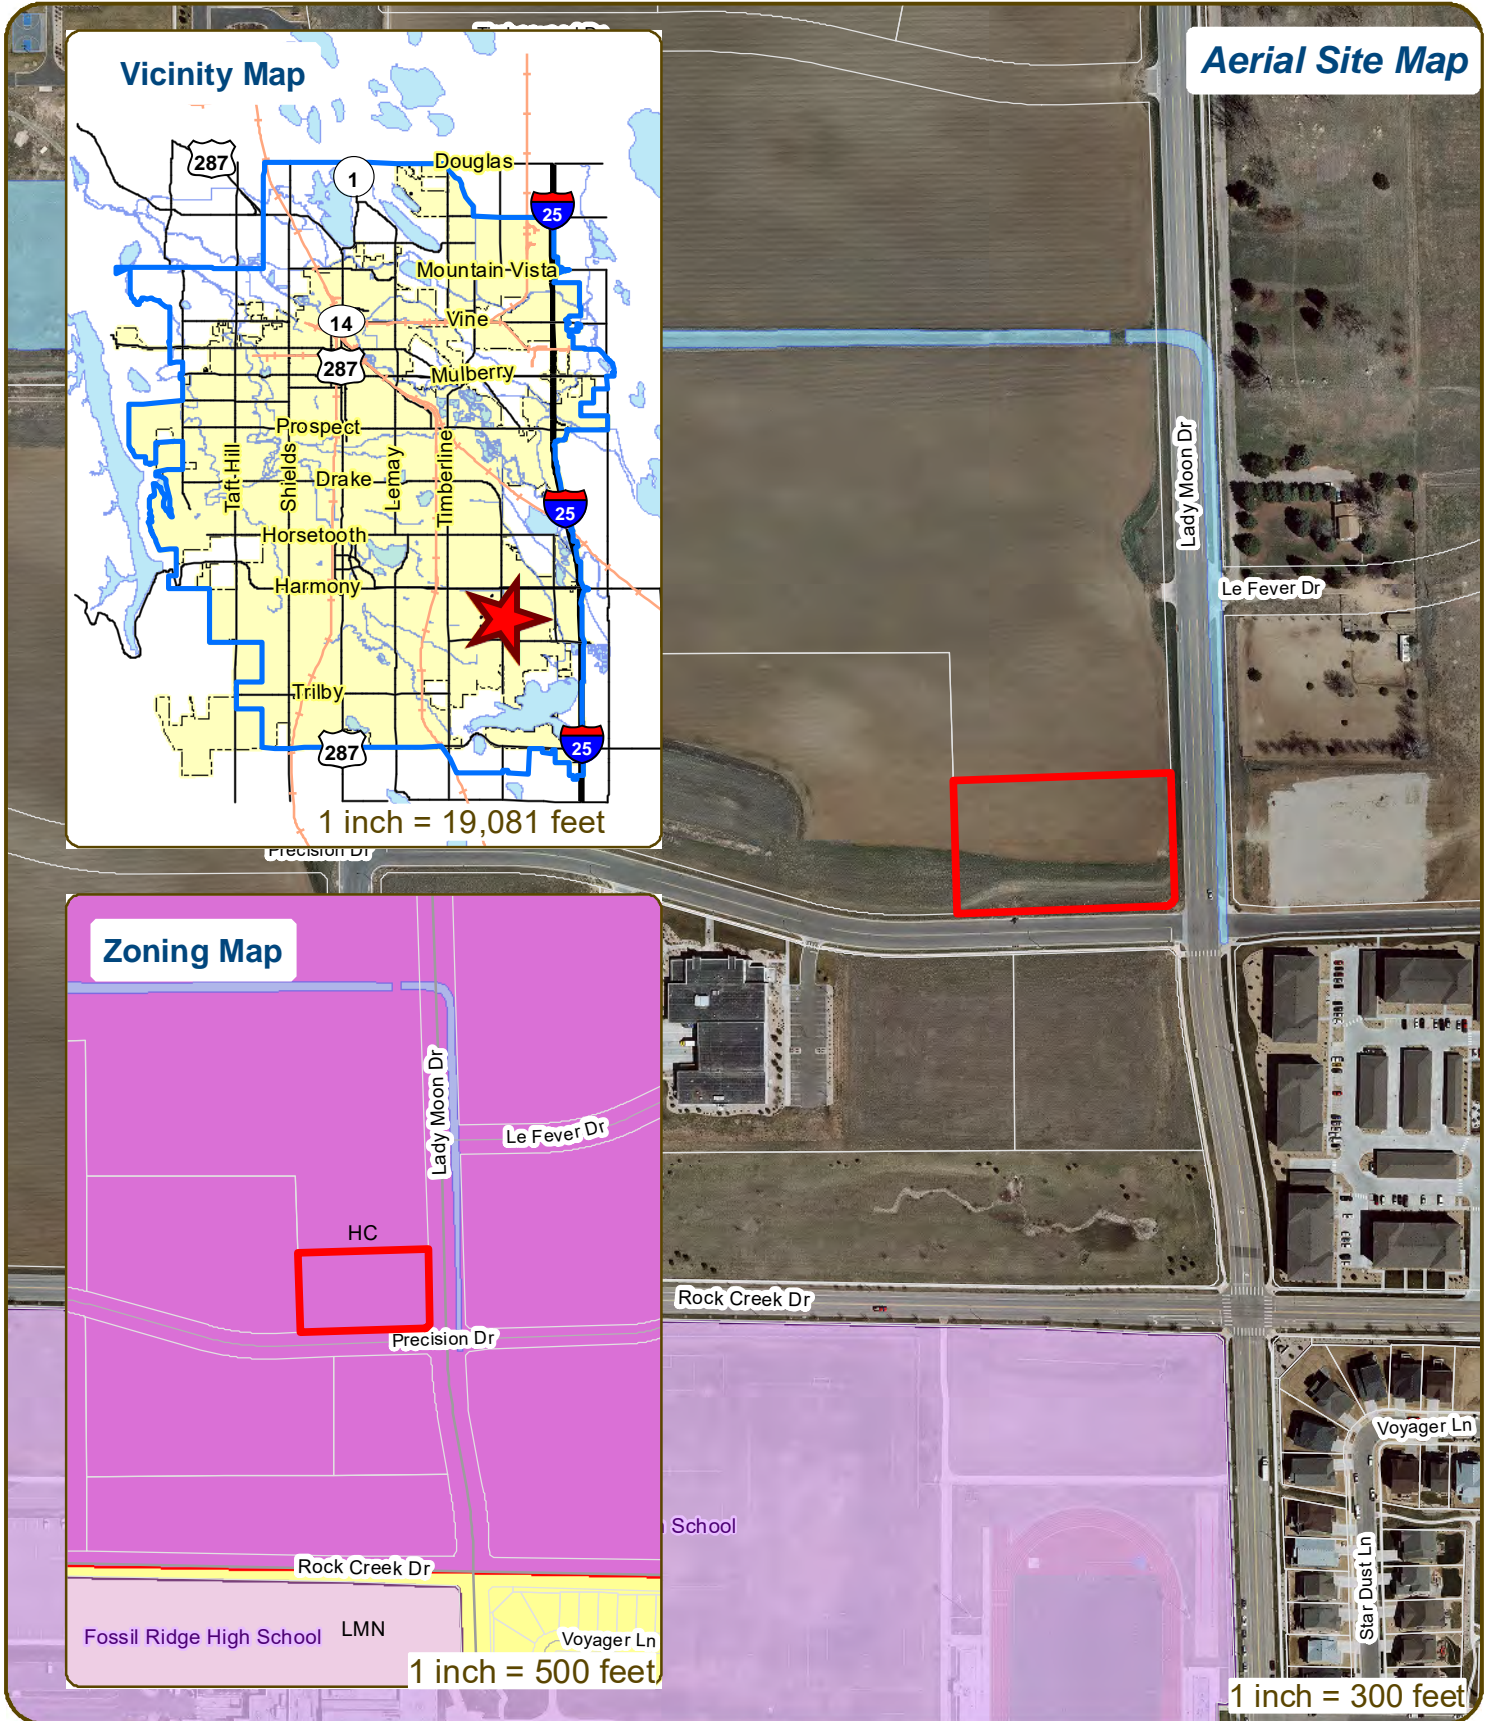 Aerial Site Map
Vicinity Map
287
1
Douglas
25
Mountain-Vista
14
Vine
287
Mulberry
Prospect
Taft-Hill
Shields
Drake
Lemay
Timberline
25
Horsetooth
Harmony
Trilby
287
25
1 inch = 19,081 feet
Precision Dr
Lady Moon Dr
Le Fever Dr
Zoning Map
Lady Moon Dr
Le Fever Dr
HC
Precision Dr
Rock Creek Dr
Fossil Ridge High School
LMN
Voyager Ln
1 inch = 500 feet
Rock Creek Dr
School
Voyager Ln
Star Dust Ln
1 inch = 300 feet